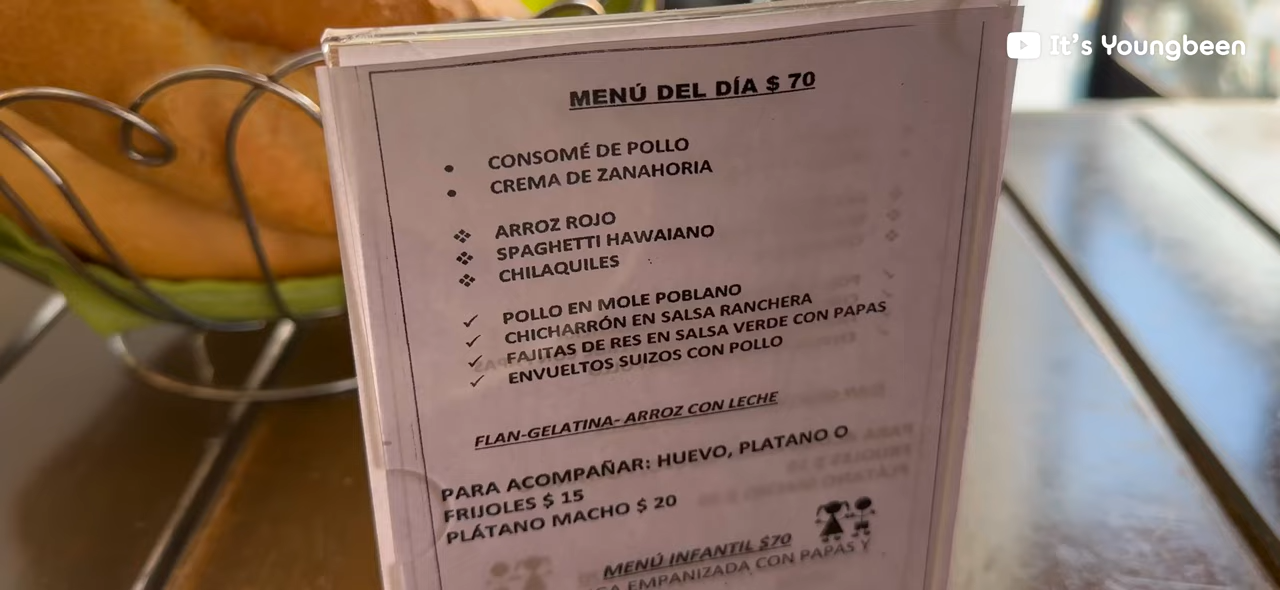 It's Youngbeen
MENÚ DEL DÍA $ 70
CONSOMÉ DE POLLO
CREMA DE ZANAHORIA
ARROZ ROJO
SPAGHETTI HAWAIANO
CHILAQUILES
POLLO EN MOLE POBLANO
CHICHARRÓN EN SALSA RANCHERA
FAJITAS DE RES EN SALSA VERDE CON PAPAS
ENVUELTOS SUIZOS CON POLLO
FLAN-GELATINA- ARROZ CON LECHE
PARA ACOMPAÑAR: HUEVO, PLATANO O
FRIJOLES $ 15
PLÁTANO MACHO $ 20
MENÚ INFANTIL $70
EMPANIZADA CON PAPAS Y